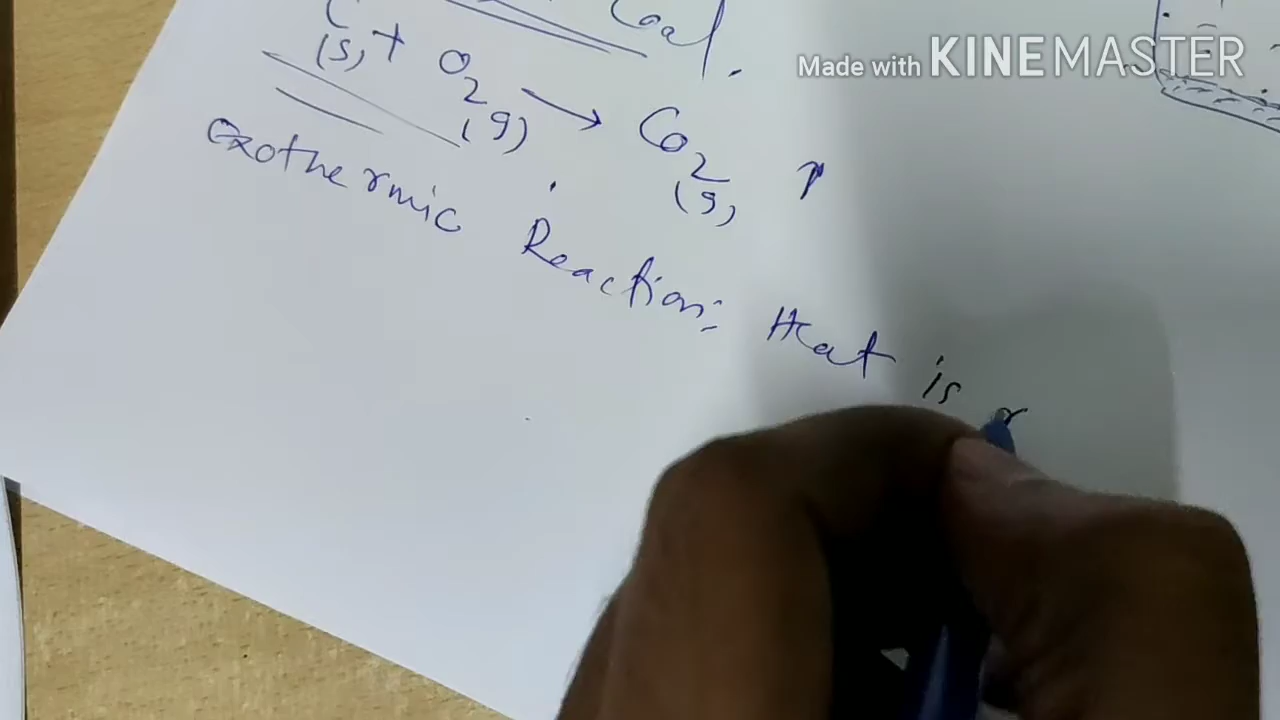 Coal.
C(s) + O2(g) → CO2(g) ↑
Exothermic Reaction: Heat is r
Made with KINEMASTER